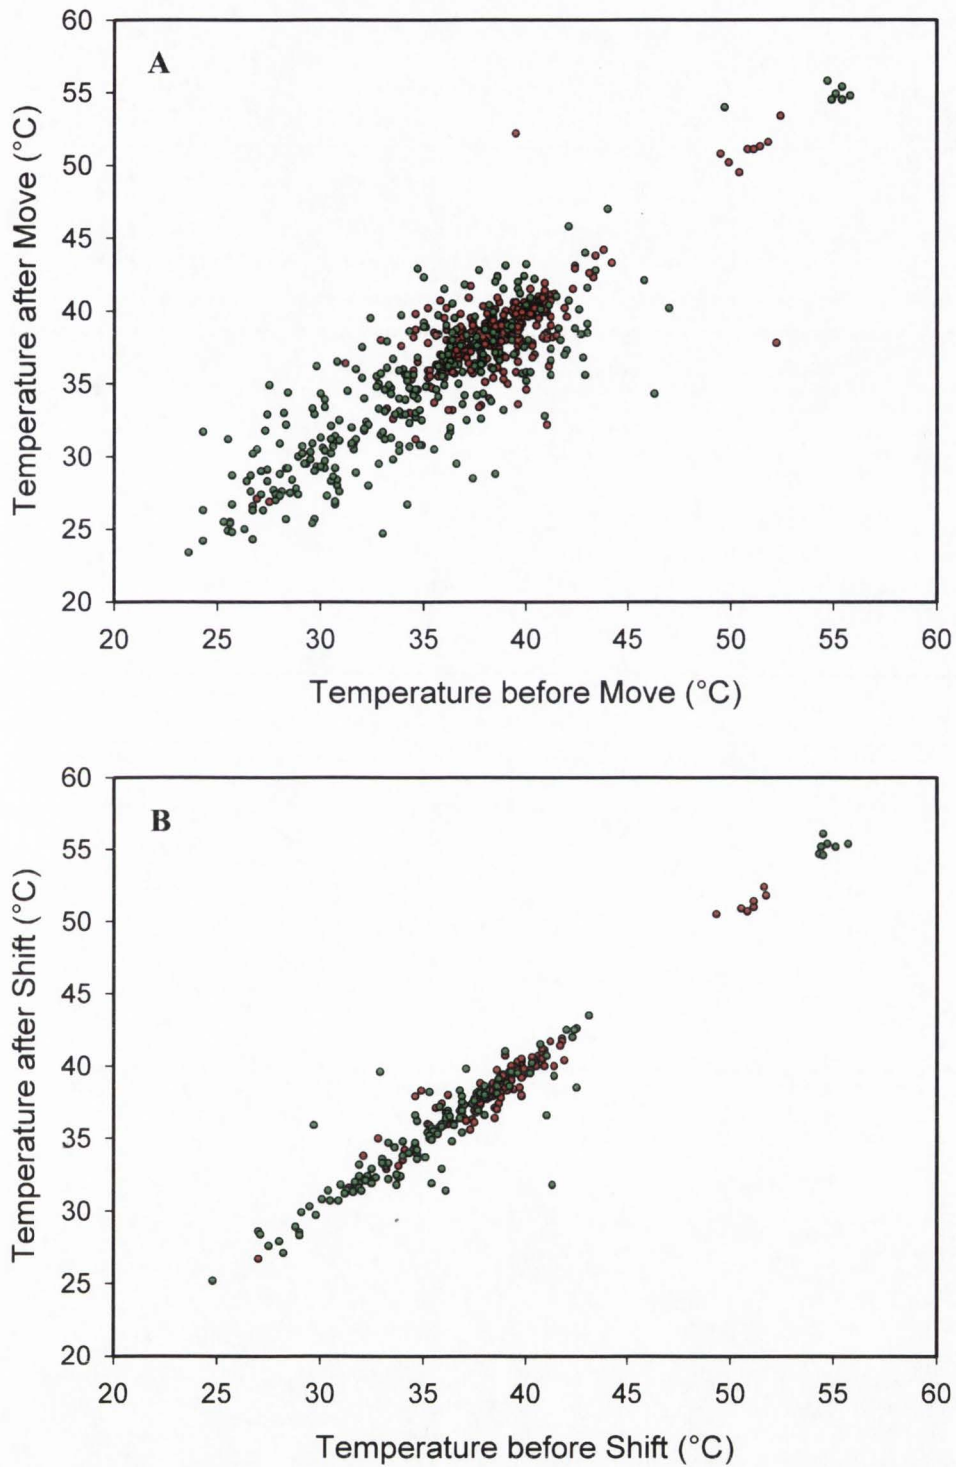 A
Temperature after Move (°C)
60
55
50
45
40
35
30
25
20
20 25 30 35 40 45 50 55 60
Temperature before Move (°C)
B
Temperature after Shift (°C)
60
55
50
45
40
35
30
25
20
20 25 30 35 40 45 50 55 60
Temperature before Shift (°C)